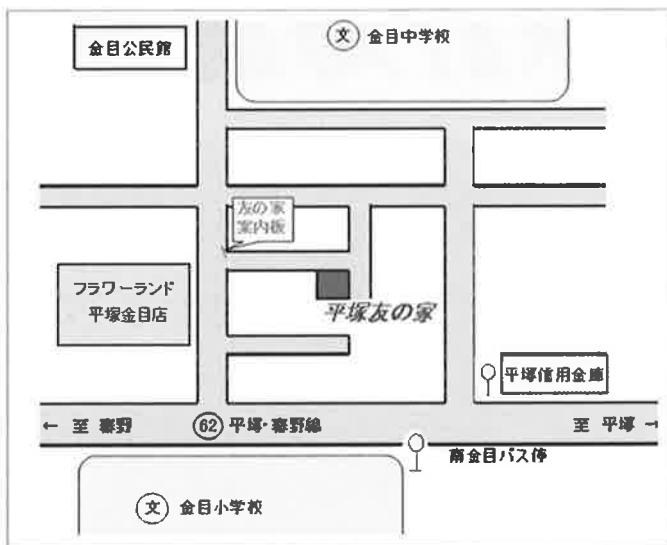 金目公民館
文 金目中学校
友の家
案内板
フラワーランド
平塚金目店
平塚友の家
平塚信用金庫
← 至 秦野
62 平塚・秦野線
至 平塚 →
南金目バス停
文 金目小学校